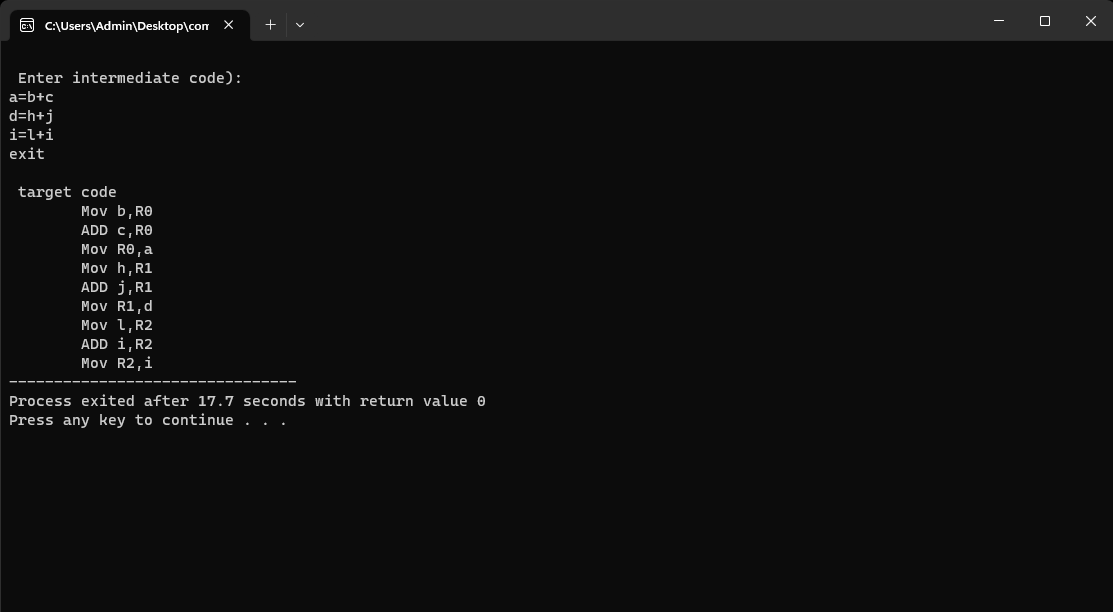 C:\Users\Admin\Desktop\com
Enter intermediate code):
a=b+c
d=h+j
i=l+i
exit
target code
Mov b,R0
ADD c,R0
Mov R0,a
Mov h,R1
ADD j,R1
Mov R1,d
Mov l,R2
ADD i,R2
Mov R2,i
--------------------------------
Process exited after 17.7 seconds with return value 0
Press any key to continue . . .